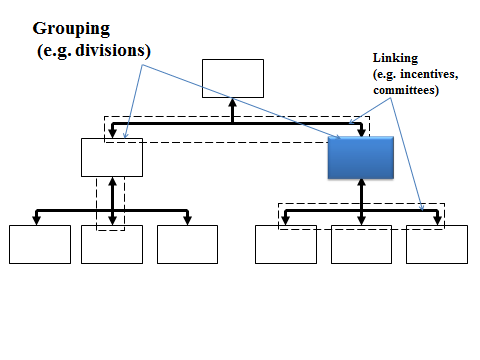 Grouping
(e.g. divisions)
Linking
(e.g. incentives,
committees)